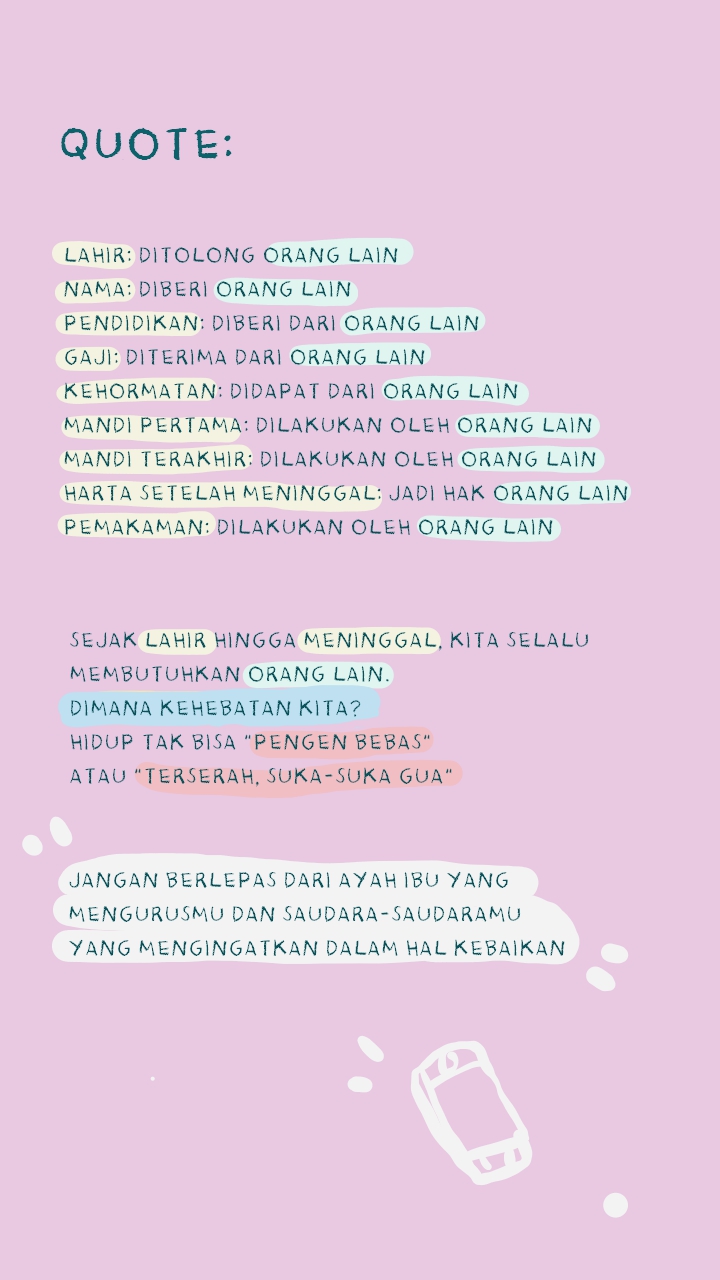 QUOTE:
LAHIR: DITOLONG ORANG LAIN
NAMA: DIBERI ORANG LAIN
PENDIDIKAN: DIBERI DARI ORANG LAIN
GAJI: DITERIMA DARI ORANG LAIN
KEHORMATAN: DIDAPAT DARI ORANG LAIN
MANDI PERTAMA: DILAKUKAN OLEH ORANG LAIN
MANDI TERAKHIR: DILAKUKAN OLEH ORANG LAIN
HARTA SETELAH MENINGGAL: JADI HAK ORANG LAIN
PEMAKAMAN: DILAKUKAN OLEH ORANG LAIN
SEJAK LAHIR HINGGA MENINGGAL, KITA SELALU
MEMBUTUHKAN ORANG LAIN.
DIMANA KEHEBATAN KITA?
HIDUP TAK BISA "PENGEN BEBAS"
ATAU "TERSERAH, SUKA-SUKA GUA"
JANGAN BERLEPAS DARI AYAH IBU YANG
MENGURUSMU DAN SAUDARA-SAUDARAMU
YANG MENGINGATKAN DALAM HAL KEBAIKAN